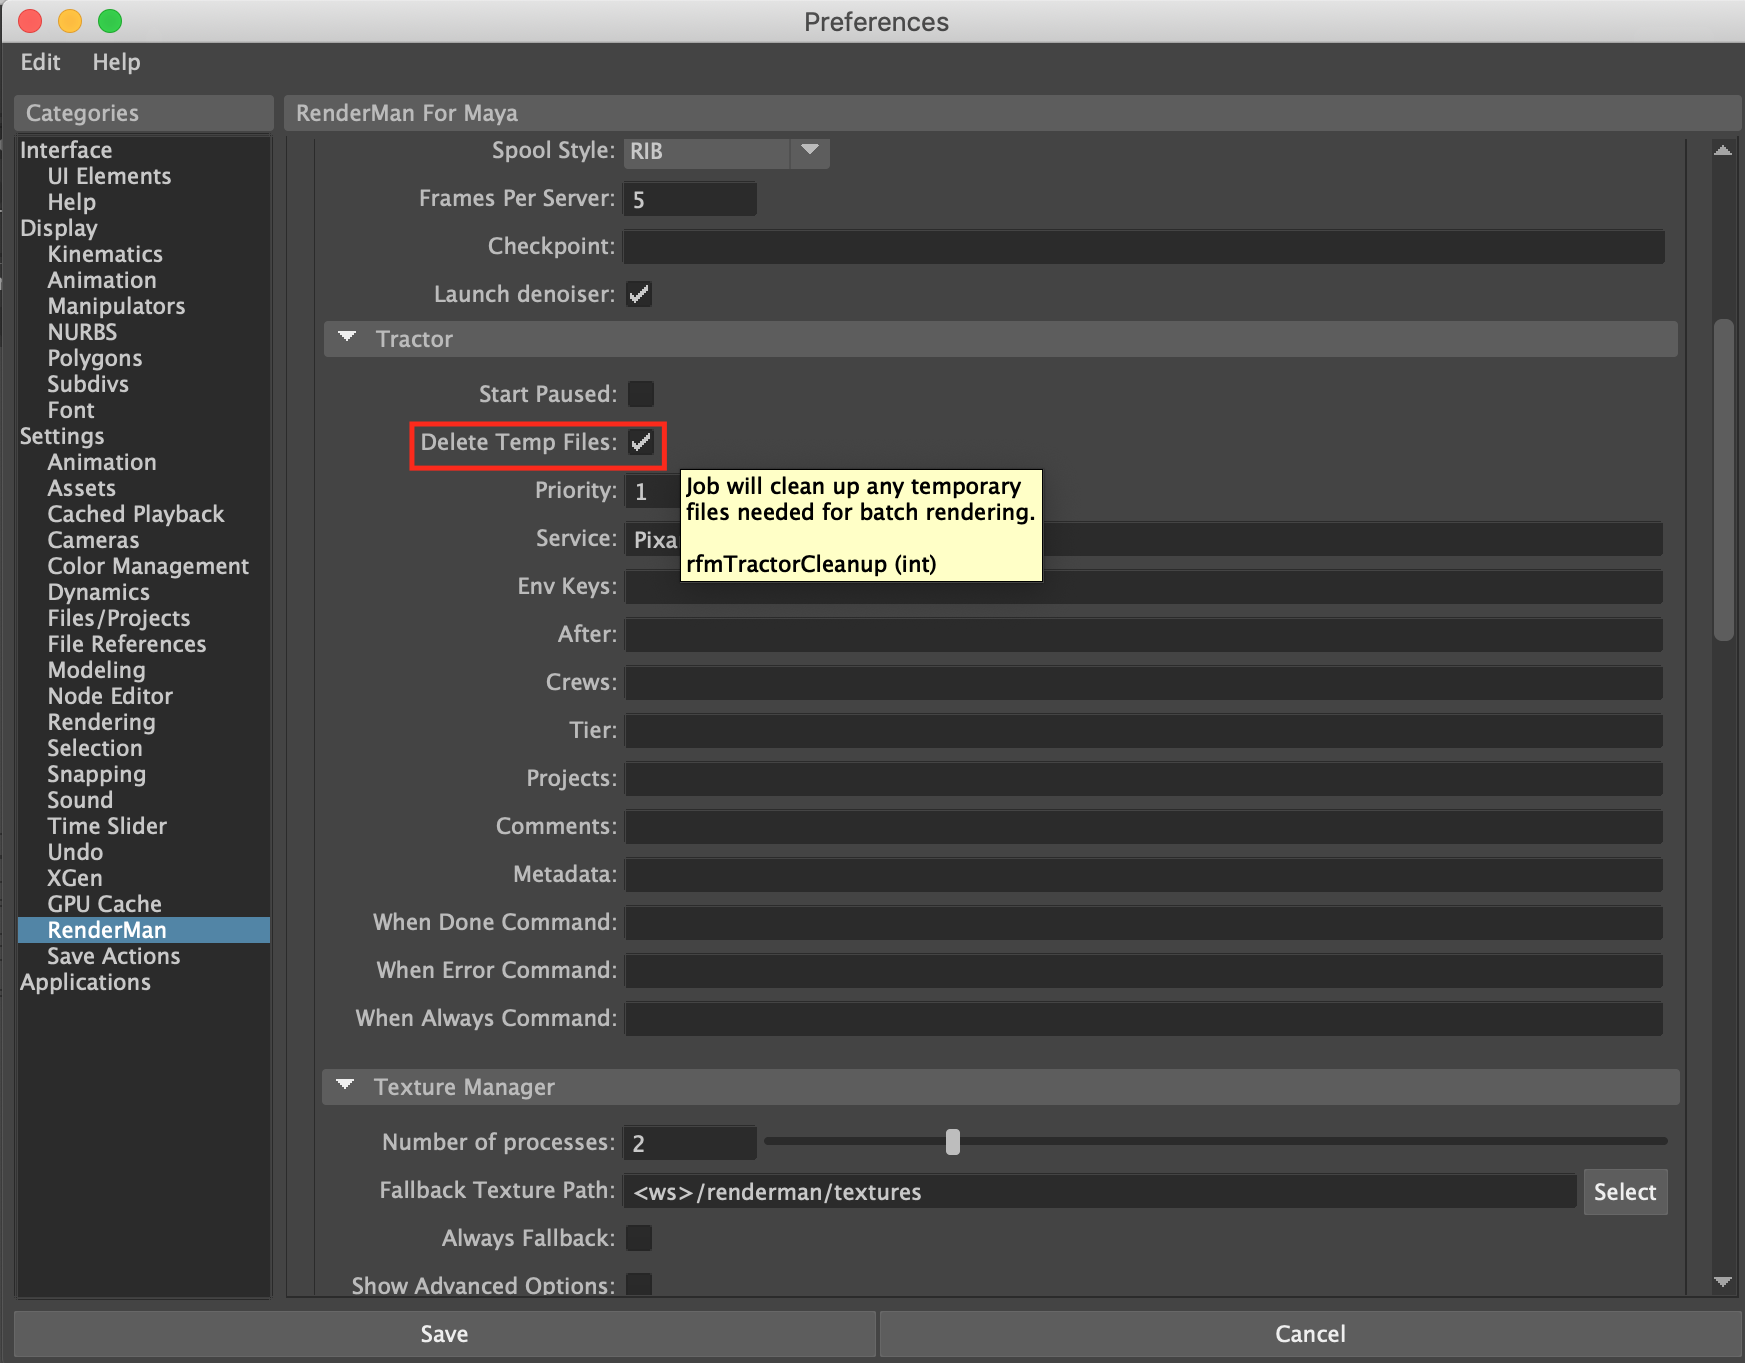 Preferences
Edit Help
Categories
Interface
UI Elements
Help
Display
Kinematics
Animation
Manipulators
NURBS
Polygons
Subdivs
Font
Settings
Animation
Assets
Cached Playback
Cameras
Color Management
Dynamics
Files/Projects
File References
Modeling
Node Editor
Rendering
Selection
Snapping
Sound
Time Slider
Undo
XGen
GPU Cache
RenderMan
Save Actions
Applications
RenderMan For Maya
Spool Style: RIB
Frames Per Server: 5
Checkpoint:
Launch denoiser:
Tractor
Start Paused:
Delete Temp Files:
Priority: 1
Service: Pixa
Job will clean up any temporary
files needed for batch rendering.
rfmTractorCleanup (int)
Env Keys:
After:
Crews:
Tier:
Projects:
Comments:
Metadata:
When Done Command:
When Error Command:
When Always Command:
Texture Manager
Number of processes: 2
Fallback Texture Path: <ws>/renderman/textures Select
Always Fallback:
Show Advanced Options:
Save Cancel